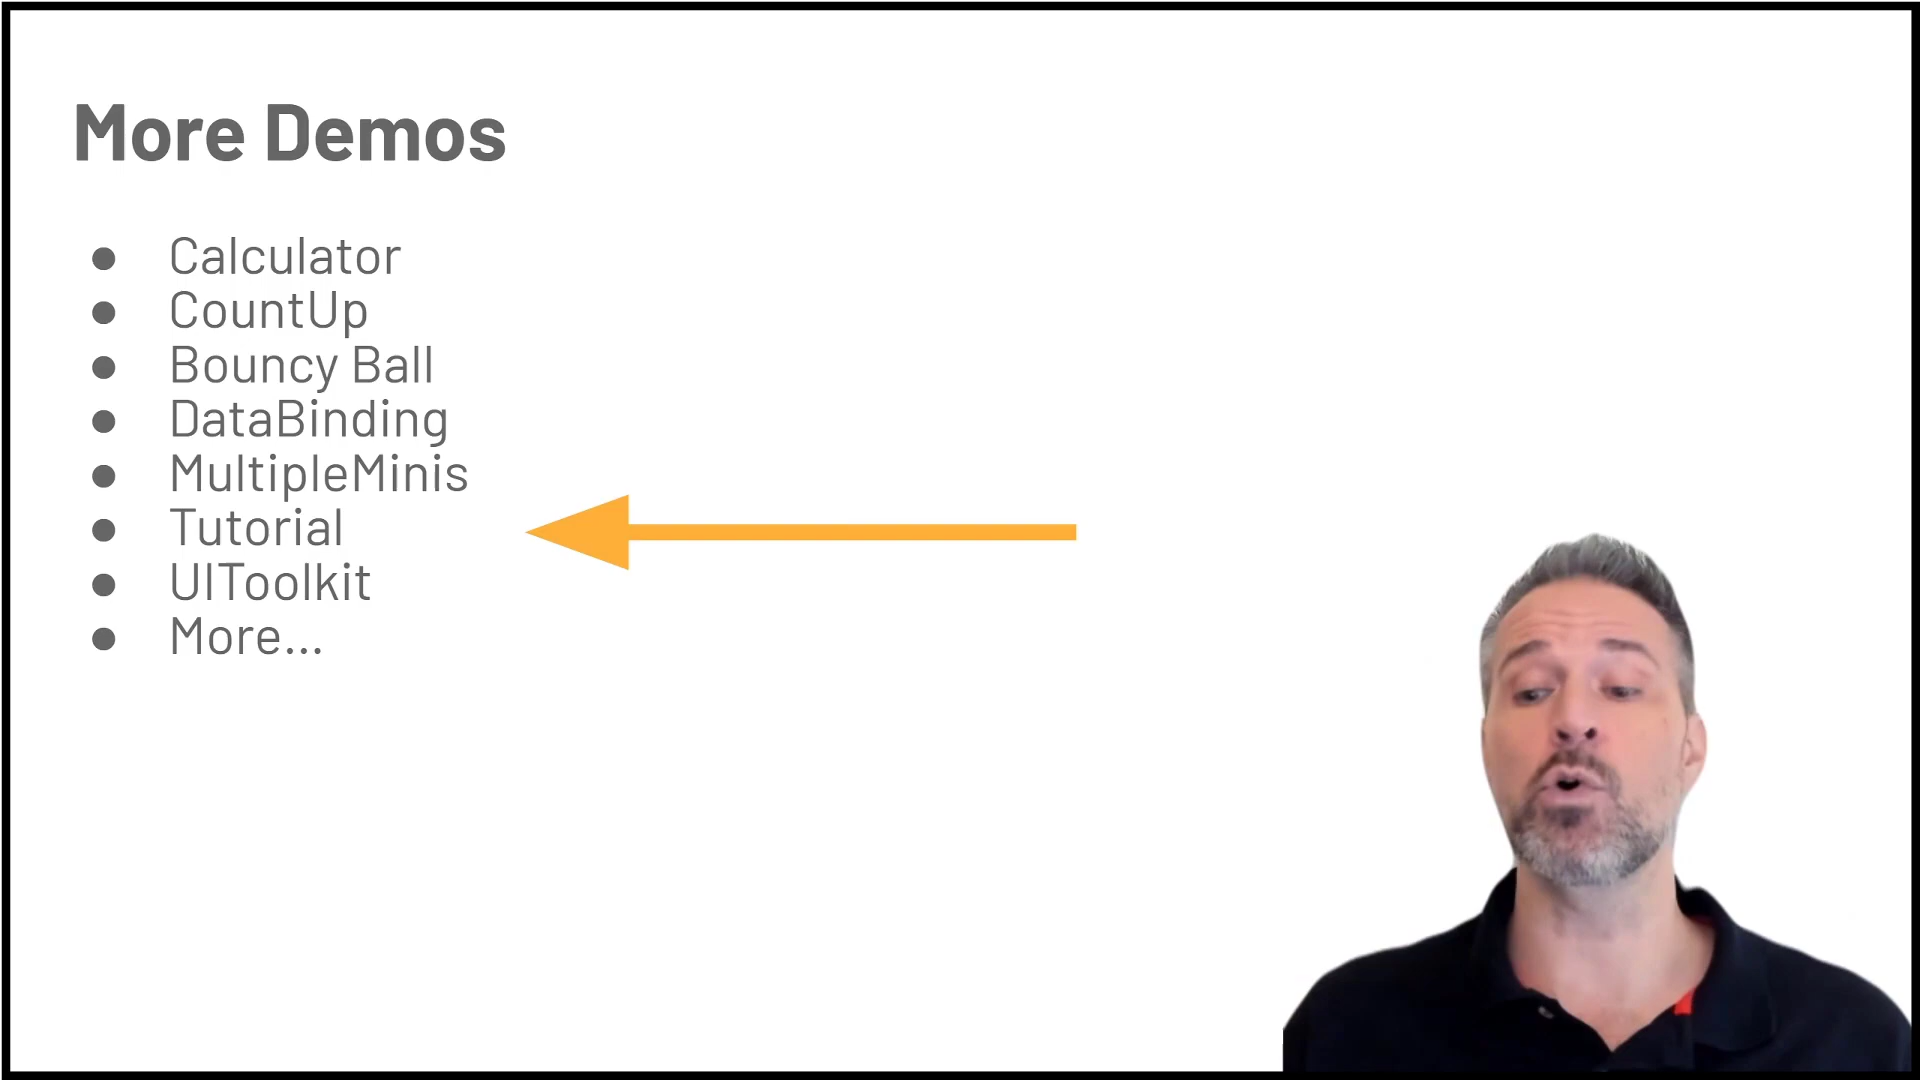 More Demos
● Calculator
● CountUp
● Bouncy Ball
● DataBinding
● MultipleMinis
● Tutorial
● UIToolkit
● More...